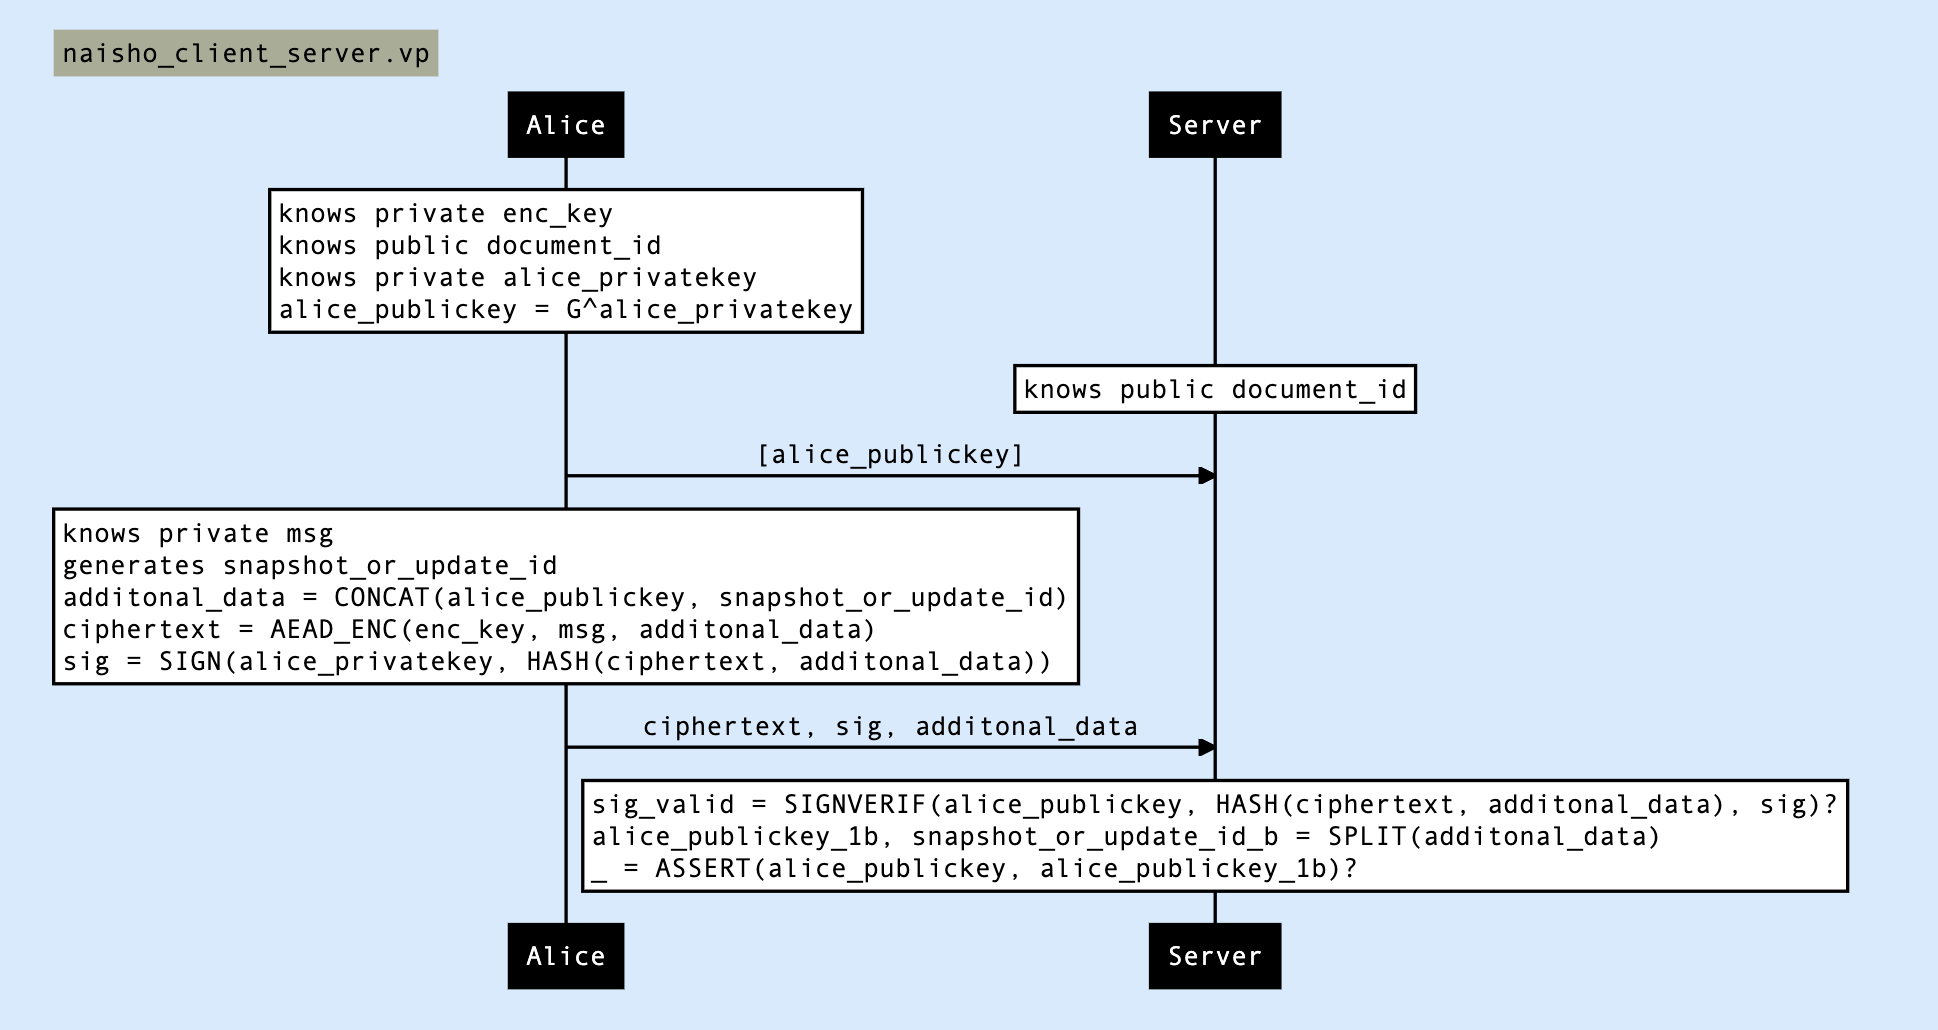 naisho_client_server.vp
Alice
Server
knows private enc_key
knows public document_id
knows private alice_privatekey
alice_publickey = G^alice_privatekey
knows public document_id
[alice_publickey]
knows private msg
generates snapshot_or_update_id
additonal_data = CONCAT(alice_publickey, snapshot_or_update_id)
ciphertext = AEAD_ENC(enc_key, msg, additonal_data)
sig = SIGN(alice_privatekey, HASH(ciphertext, additonal_data))
ciphertext, sig, additonal_data
sig_valid = SIGNVERIF(alice_publickey, HASH(ciphertext, additonal_data), sig)?
alice_publickey_1b, snapshot_or_update_id_b = SPLIT(additonal_data)
_ = ASSERT(alice_publickey, alice_publickey_1b)?
Alice
Server